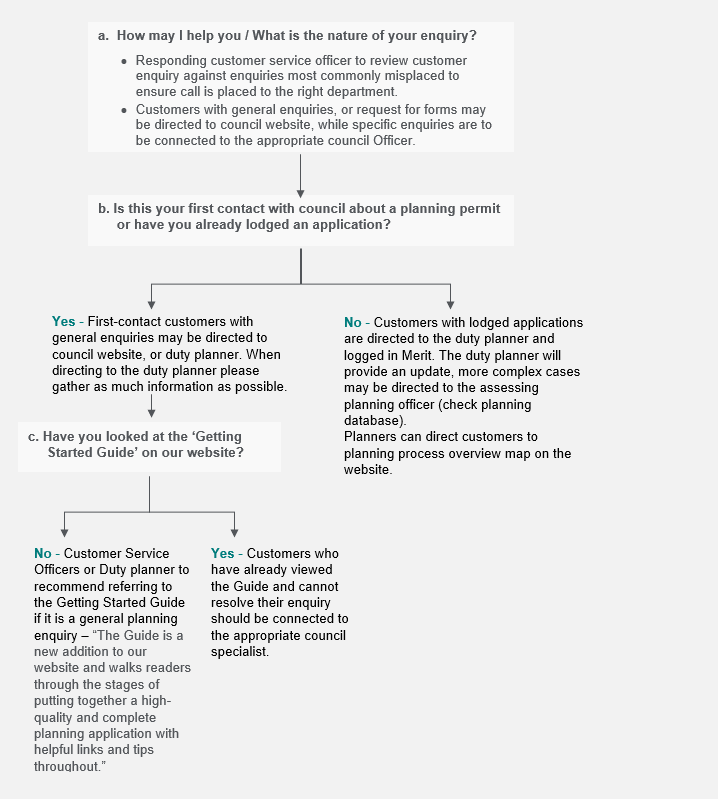 a. How may I help you / What is the nature of your enquiry?
• Responding customer service officer to review customer
enquiry against enquiries most commonly misplaced to
ensure call is placed to the right department.
• Customers with general enquiries, or request for forms may
be directed to council website, while specific enquiries are to
be connected to the appropriate council Officer.
b. Is this your first contact with council about a planning permit
or have you already lodged an application?
Yes - First-contact customers with
general enquiries may be directed to
council website, or duty planner. When
directing to the duty planner please
gather as much information as possible.
No - Customers with lodged applications
are directed to the duty planner and
logged in Merit. The duty planner will
provide an update, more complex cases
may be directed to the assessing
planning officer (check planning
database).
Planners can direct customers to
planning process overview map on the
website.
c. Have you looked at the ‘Getting
Started Guide’ on our website?
No - Customer Service
Officers or Duty planner to
recommend referring to
the Getting Started Guide
if it is a general planning
enquiry – “The Guide is a
new addition to our
website and walks readers
through the stages of
putting together a high-
quality and complete
planning application with
helpful links and tips
throughout.”
Yes - Customers who
have already viewed
the Guide and cannot
resolve their enquiry
should be connected to
the appropriate council
specialist.